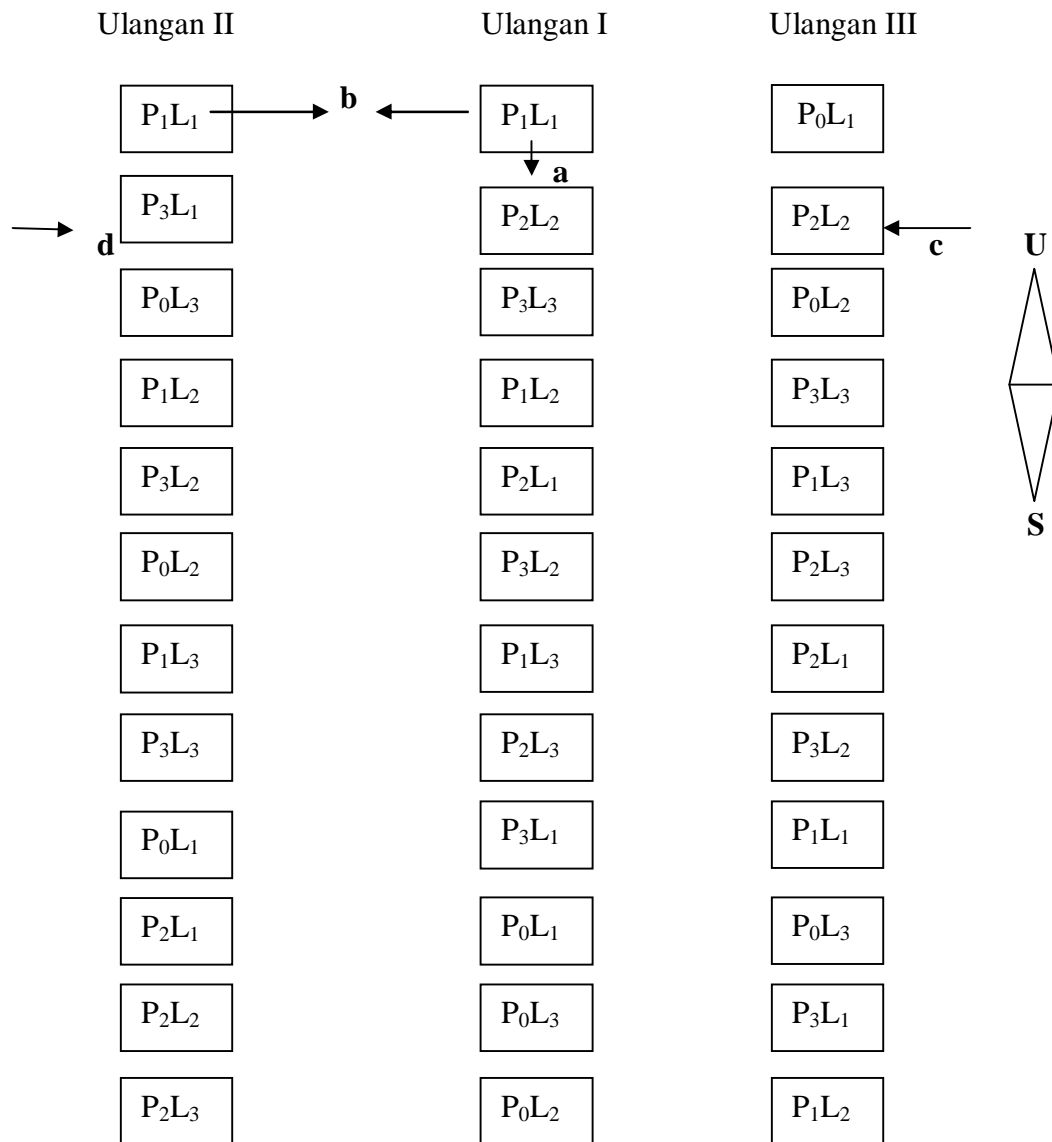 Ulangan II Ulangan I Ulangan III
P₁L₁ b P₁L₁ P₀L₁
a
P₃L₁ P₂L₂ P₂L₂
d c U
P₀L₃ P₃L₃ P₀L₂
P₁L₂ P₁L₂ P₃L₃
P₃L₂ P₂L₁ P₁L₃
S
P₀L₂ P₃L₂ P₂L₃
P₁L₃ P₁L₃ P₂L₁
P₃L₃ P₂L₃ P₃L₂
P₀L₁ P₃L₁ P₁L₁
P₂L₁ P₀L₁ P₀L₃
P₂L₂ P₀L₃ P₃L₁
P₂L₃ P₀L₂ P₁L₂